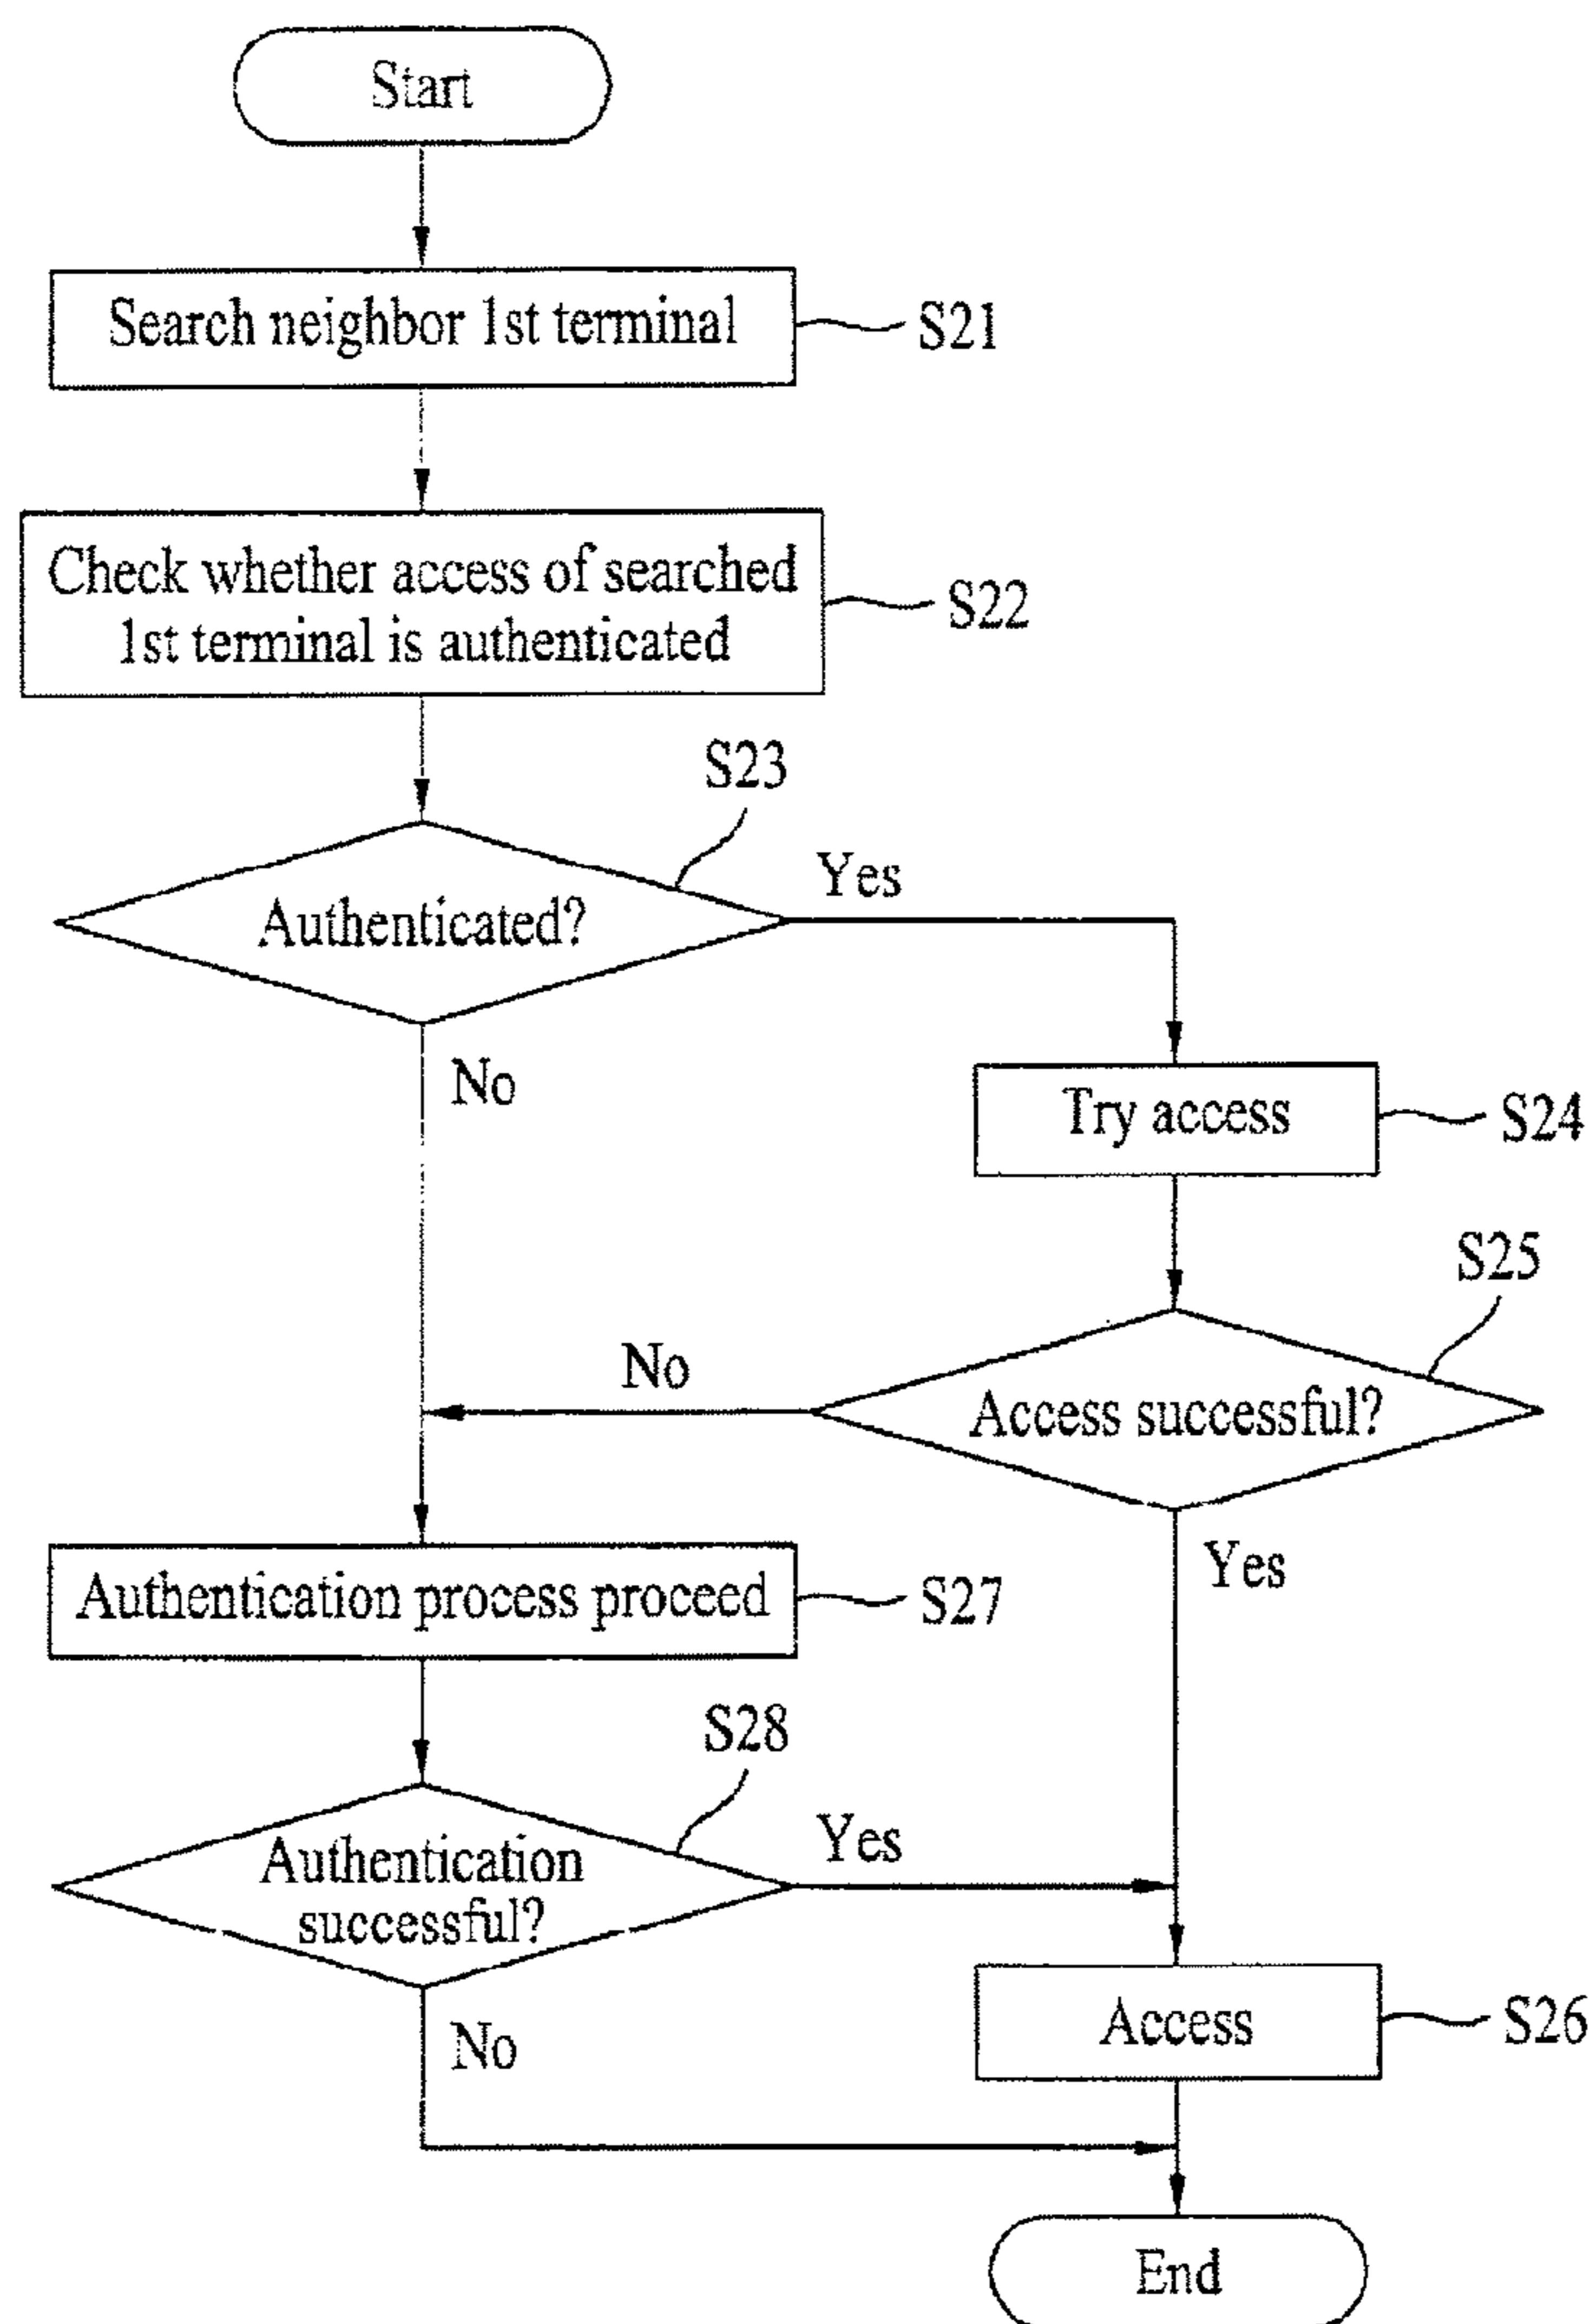 Start
Search neighbor 1st terminal
S21
Check whether access of searched
1st terminal is authenticated
S22
S23
Authenticated?
Yes
No
Try access
S24
S25
Access successful?
No
Yes
Authentication process proceed
S27
S28
Authentication
successful?
Yes
No
Access
S26
End